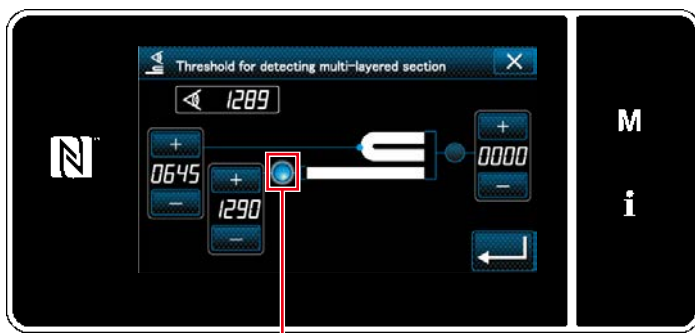 Threshold for detecting multi-layered section
1289
+
0645
−
+
1290
−
+
0000
−
N
M
i